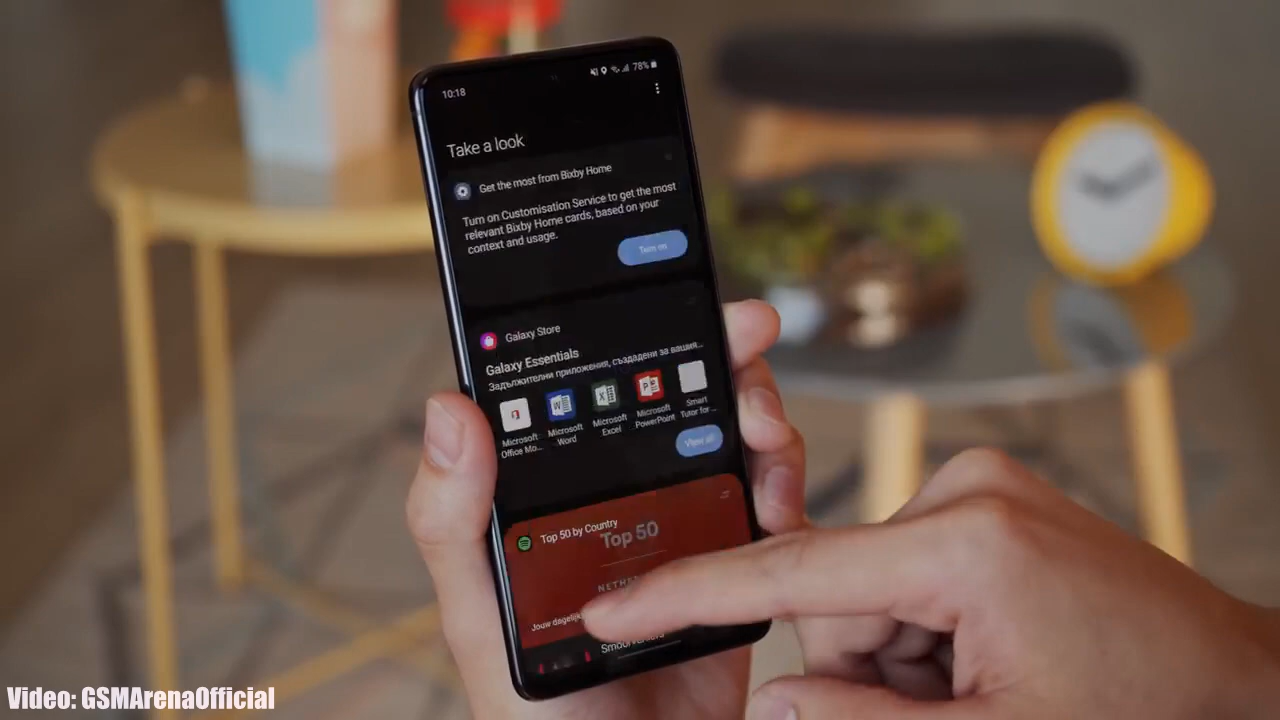 10:18
78%
Take a look
Get the most from Bixby Home
Turn on Customisation Service to get the most
relevant Bixby Home cards, based on your
context and usage.
Turn on
Galaxy Store
Galaxy Essentials
Задължителни приложения, създадени за вашия...
Microsoft
Office Mo...
Microsoft
Word
Microsoft
Excel
Microsoft
PowerPoint
Smart
Tutor for ...
View all
Top 50 by Country
Top 50
Jouw dagelijk
Video: GSMArenaOfficial